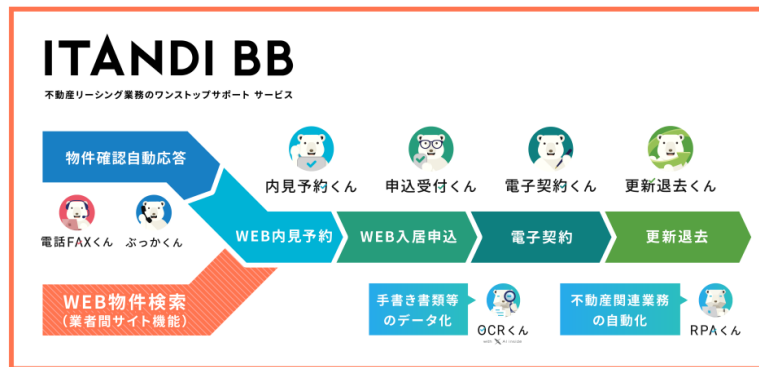 ITANDI BB
不動産リーシング業務のワンストップサポート サービス
物件確認自動応答
内見予約くん
申込受付くん
電子契約くん
更新退去くん
電話FAXくん
ぶっかくん
WEB内見予約
WEB入居申込
電子契約
更新退去
WEB物件検索
（業者間サイト機能）
手書き書類等
のデータ化
OCRくん
with AI inside
不動産関連業務
の自動化
RPAくん